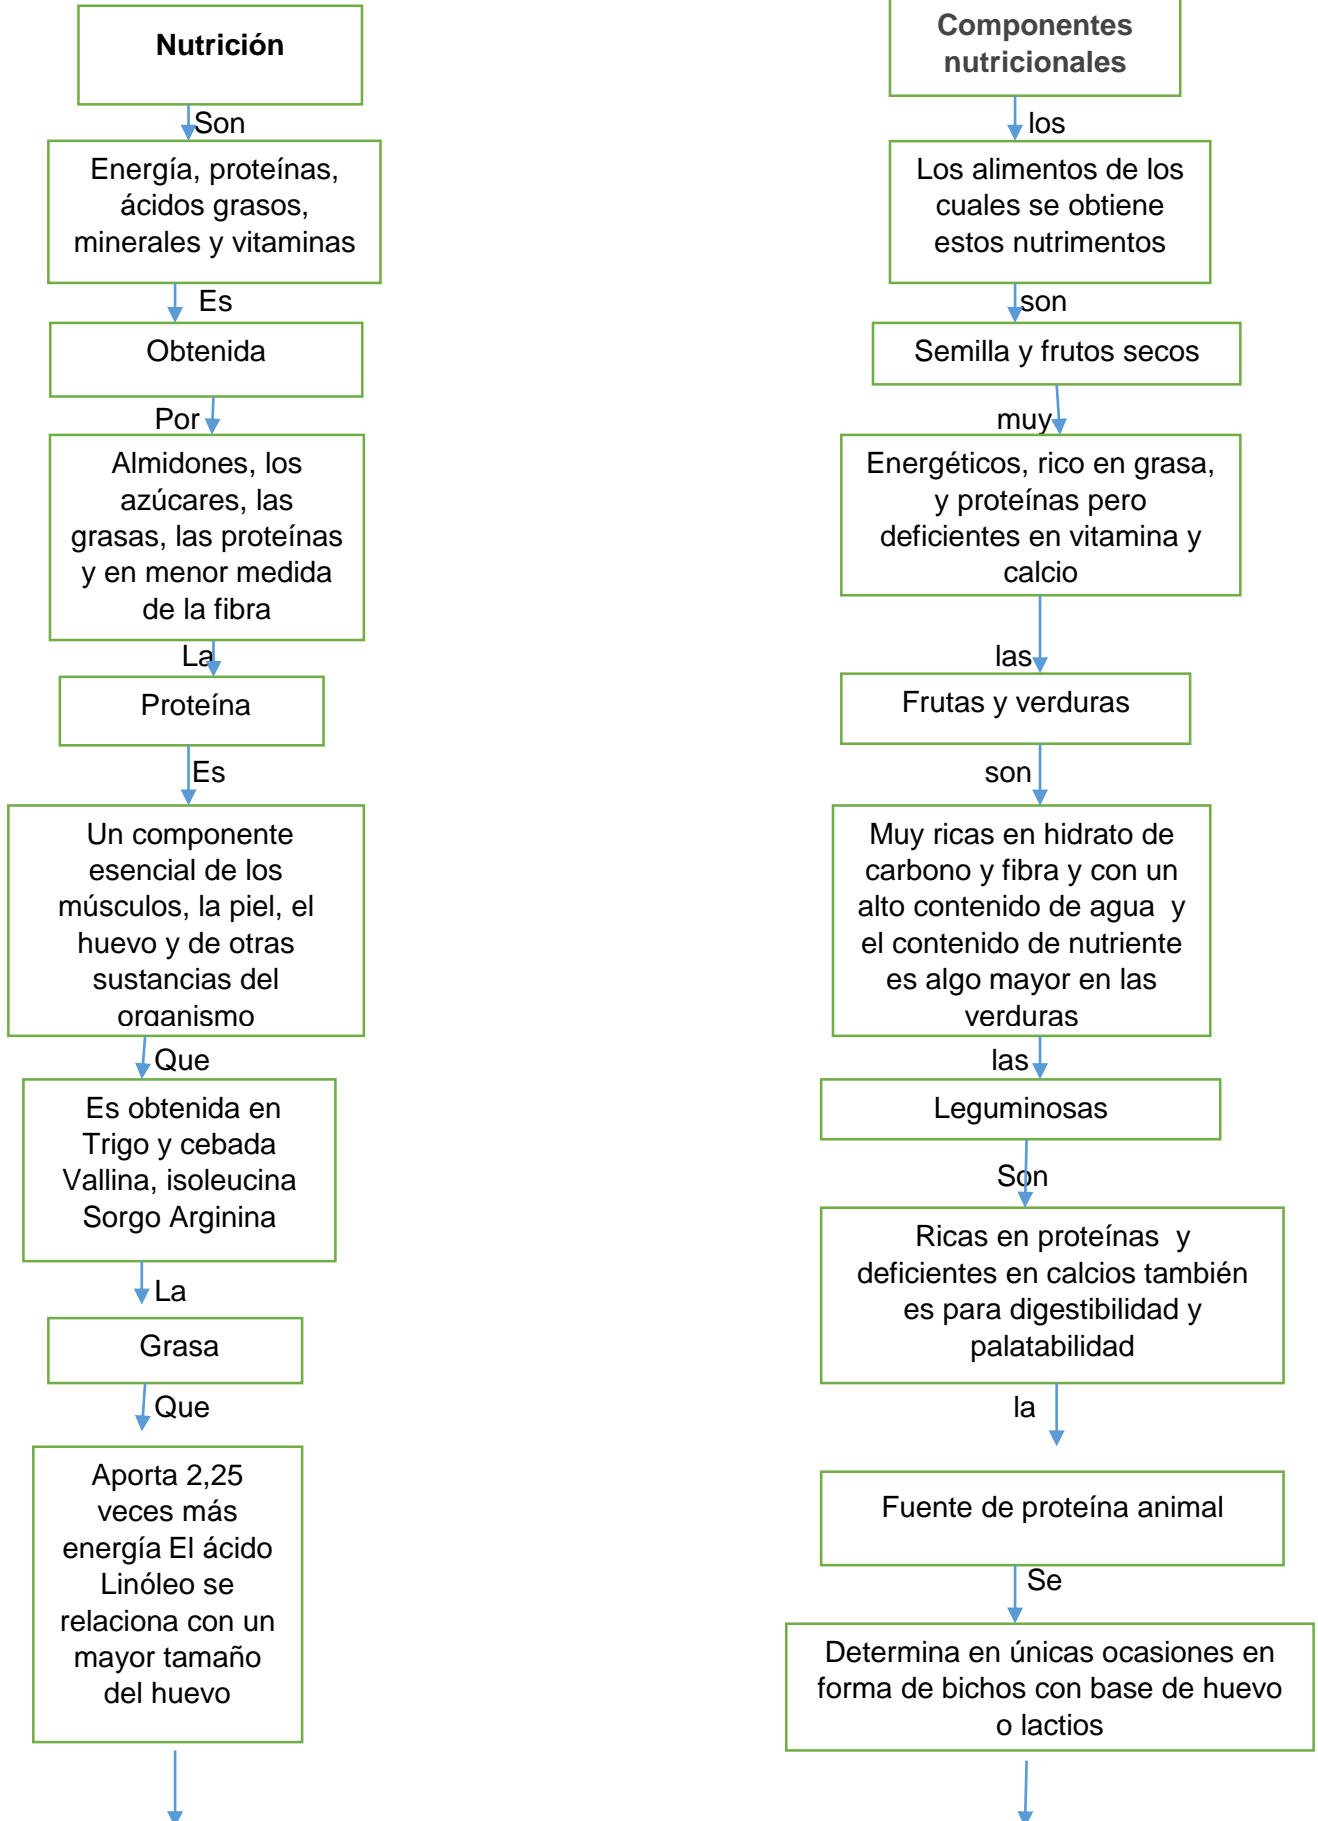 Nutrición
Son
Energía, proteínas,
ácidos grasos,
minerales y vitaminas
Es
Obtenida
Por
Almidones, los
azúcares, las
grasas, las proteínas
y en menor medida
de la fibra
La
Proteína
Es
Un componente
esencial de los
músculos, la piel, el
huevo y de otras
sustancias del
organismo
Que
Es obtenida en
Trigo y cebada
Vallina, isoleucina
Sorgo Arginina
La
Grasa
Que
Aporta 2,25
veces más
energía El ácido
Linóleo se
relaciona con un
mayor tamaño
del huevo
Componentes
nutricionales
los
Los alimentos de los
cuales se obtiene
estos nutrimentos
son
Semilla y frutos secos
muy
Energéticos, rico en grasa,
y proteínas pero
deficientes en vitamina y
calcio
las
Frutas y verduras
son
Muy ricas en hidrato de
carbono y fibra y con un
alto contenido de agua  y
el contenido de nutriente
es algo mayor en las
verduras
las
Leguminosas
Son
Ricas en proteínas  y
deficientes en calcios también
es para digestibilidad y
palatabilidad
la
Fuente de proteína animal
Se
Determina en únicas ocasiones en
forma de bichos con base de huevo
o lactios